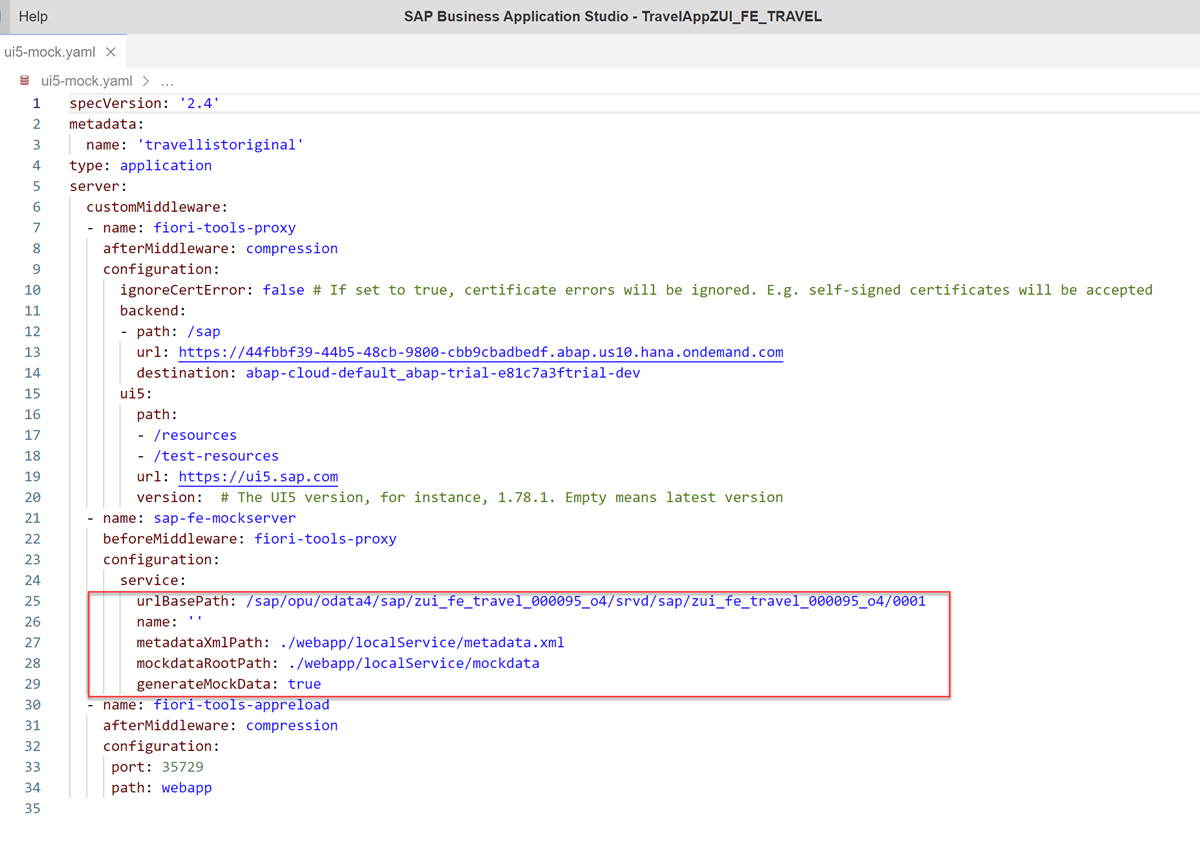 Help
SAP Business Application Studio - TravelAppZUI_FE_TRAVEL
ui5-mock.yaml ×
ui5-mock.yaml > ...
1 specVersion: '2.4'
2 metadata:
3 name: 'travellistoriginal'
4 type: application
5 server:
6 customMiddleware:
7 - name: fiori-tools-proxy
8 afterMiddleware: compression
9 configuration:
10 ignoreCertError: false # If set to true, certificate errors will be ignored. E.g. self-signed certificates will be accepted
11 backend:
12 - path: /sap
13 url: https://44fbbf39-44b5-48cb-9800-cbb9cbadbedf.abap.us10.hana.ondemand.com
14 destination: abap-cloud-default_abap-trial-e81c7a3ftrial-dev
15 ui5:
16 path:
17 - /resources
18 - /test-resources
19 url: https://ui5.sap.com
20 version:  # The UI5 version, for instance, 1.78.1. Empty means latest version
21 - name: sap-fe-mockserver
22 beforeMiddleware: fiori-tools-proxy
23 configuration:
24 service:
25 urlBasePath: /sap/opu/odata4/sap/zui_fe_travel_000095_o4/srvd/sap/zui_fe_travel_000095_o4/0001
26 name: ''
27 metadataXmlPath: ./webapp/localService/metadata.xml
28 mockdataRootPath: ./webapp/localService/mockdata
29 generateMockData: true
30 - name: fiori-tools-appreload
31 afterMiddleware: compression
32 configuration:
33 port: 35729
34 path: webapp
35